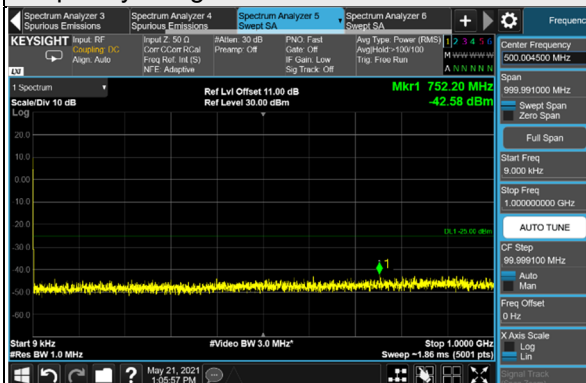 Spectrum Analyzer 3
Spurious Emissions
Spectrum Analyzer 4
Spurious Emissions
Spectrum Analyzer 5
Swept SA
Spectrum Analyzer 6
Swept SA
Frequency
KEYSIGHT
Input: RF
Coupling: DC
Align: Auto
Input Z: 50 Ω
Corr CCorr RCal
Freq Ref: Int (S)
NFE: Adaptive
#Atten: 30 dB
Preamp: Off
PNO: Fast
Gate: Off
IF Gain: Low
Sig Track: Off
Avg Type: Power (RMS)
Avg|Hold:>100/100
Trig: Free Run
1 2 3 4 5 6
M W W W W W
A N N N N N
LXI
1 Spectrum
Scale/Div 10 dB
Log
Ref Lvl Offset 11.00 dB
Ref Level 30.00 dBm
Mkr1 752.20 MHz
-42.58 dBm
20.0
10.0
0.00
-10.0
-20.0
DL1 -25.00 dBm
-30.0
-40.0
1
-50.0
-60.0
Start 9 kHz
#Res BW 1.0 MHz
#Video BW 3.0 MHz*
Stop 1.0000 GHz
Sweep ~1.86 ms (5001 pts)
May 21, 2021
1:05:57 PM
Center Frequency
500.004500 MHz
Span
999.991000 MHz
Swept Span
Zero Span
Full Span
Start Freq
9.000 kHz
Stop Freq
1.000000000 GHz
AUTO TUNE
CF Step
99.999100 MHz
Auto
Man
Freq Offset
0 Hz
X Axis Scale
Log
Lin
Signal Track